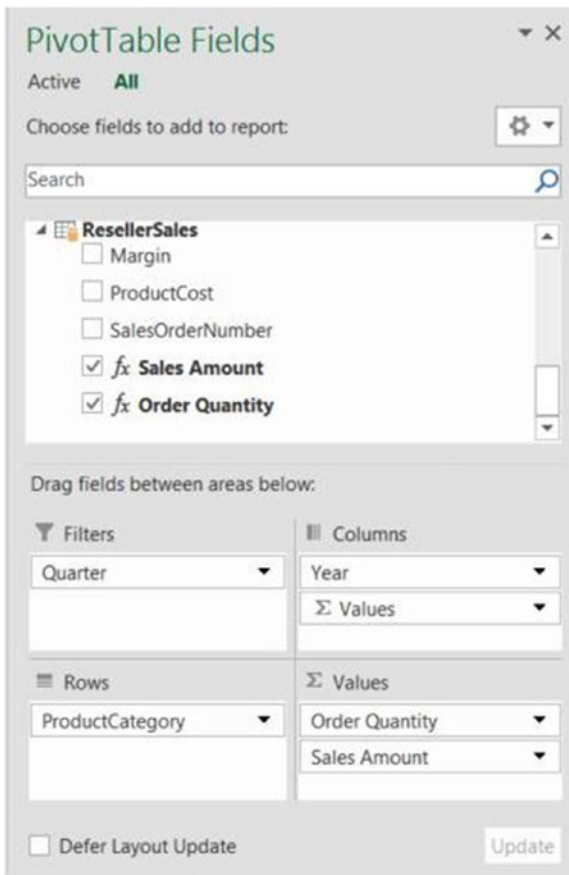 PivotTable Fields
Active All
Choose fields to add to report:
Search
ResellerSales
Margin
ProductCost
SalesOrderNumber
fx Sales Amount
fx Order Quantity
Drag fields between areas below:
Filters
Quarter
Columns
Year
Σ Values
Rows
ProductCategory
Σ Values
Order Quantity
Sales Amount
Defer Layout Update
Update